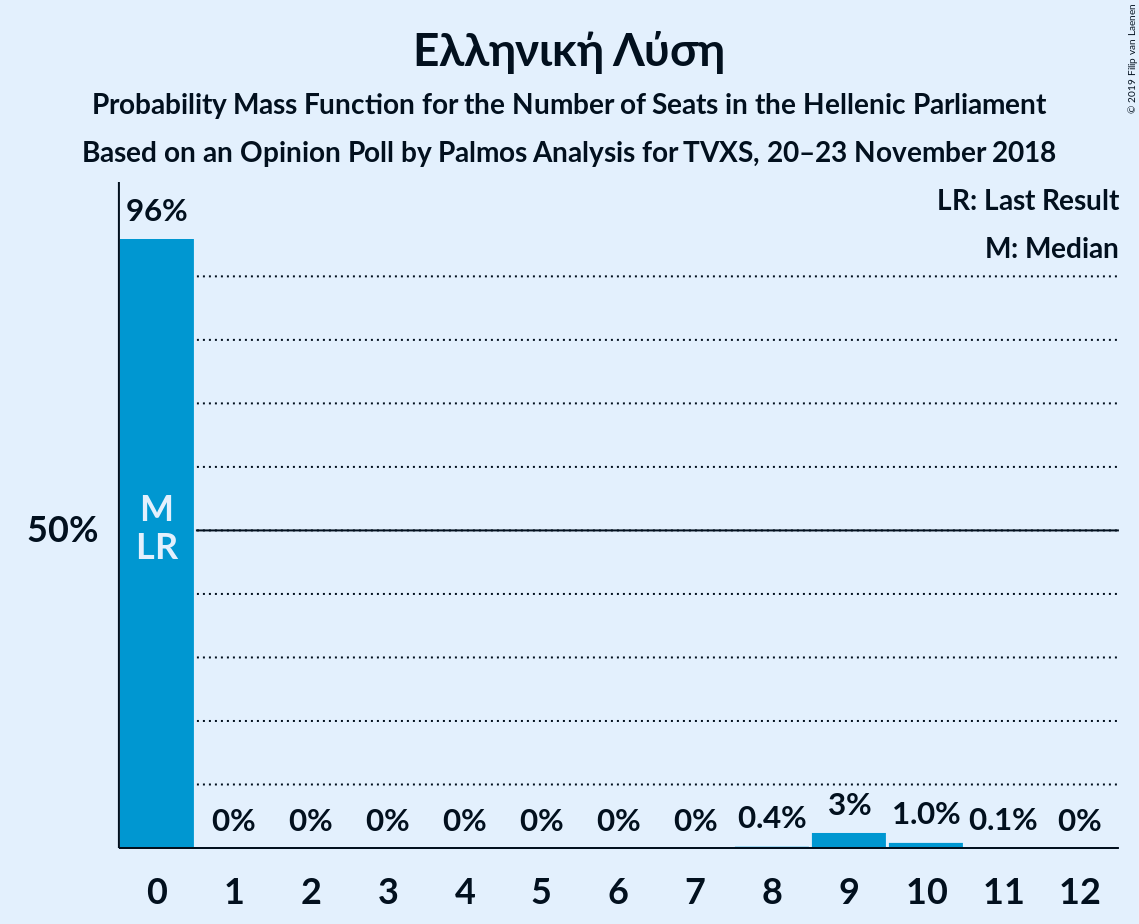 Ελληνική Λύση
Probability Mass Function for the Number of Seats in the Hellenic Parliament
Based on an Opinion Poll by Palmos Analysis for TVXS, 20–23 November 2018
© 2019 Filip van Laenen
LR: Last Result
M: Median
96%
M
LR
50%
0% 0% 0% 0% 0% 0% 0% 0.4% 3% 1.0% 0.1% 0%
0 1 2 3 4 5 6 7 8 9 10 11 12